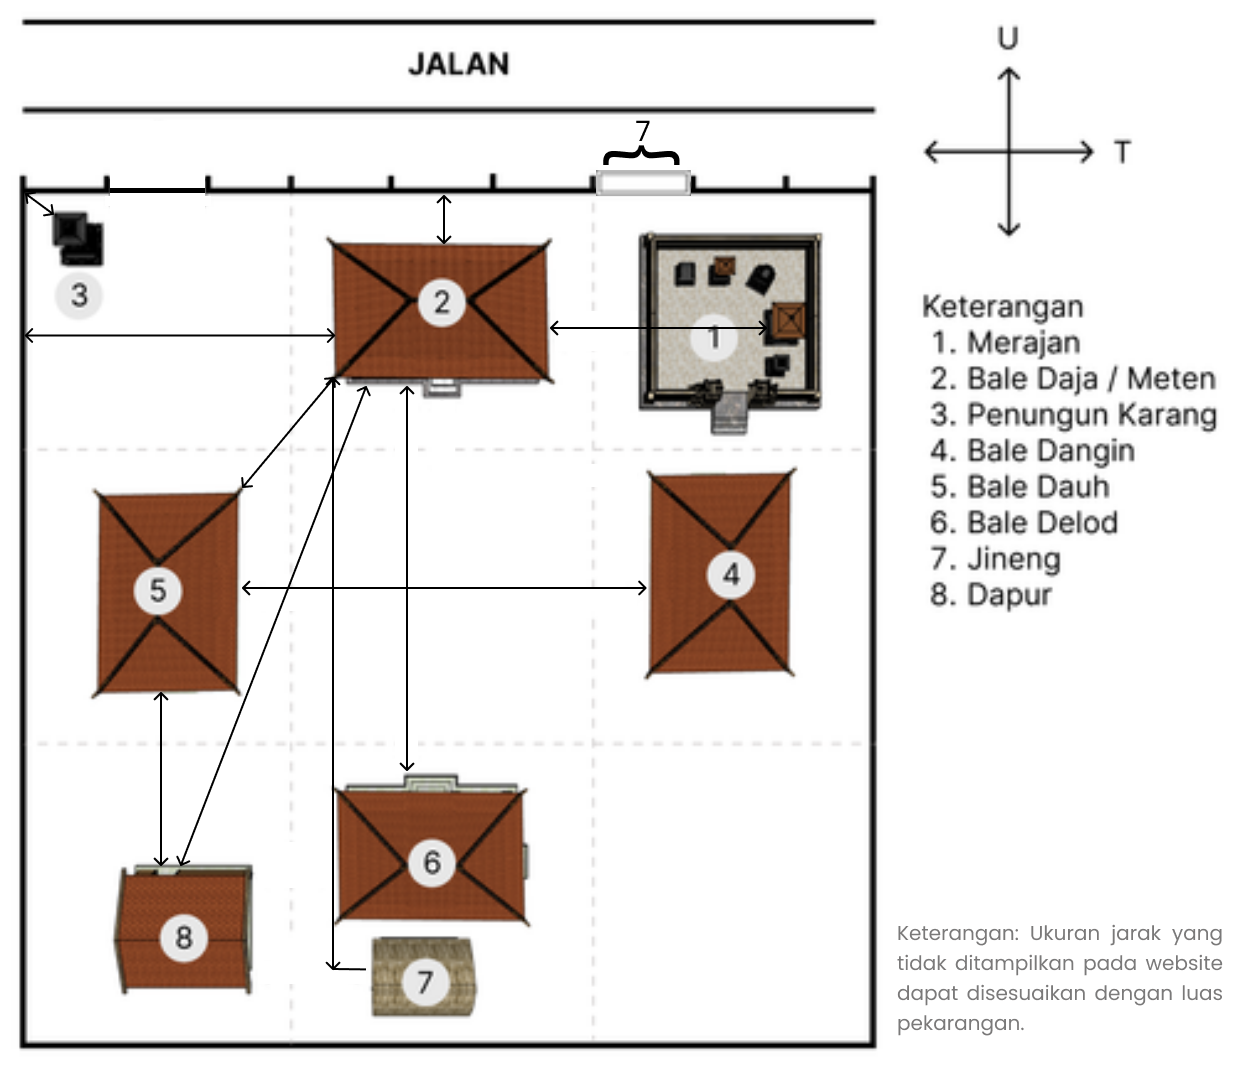 JALAN
U
T
7
3
2
1
5
4
6
8
7
Keterangan
1. Merajan
2. Bale Daja / Meten
3. Penungun Karang
4. Bale Dangin
5. Bale Dauh
6. Bale Delod
7. Jineng
8. Dapur
Keterangan: Ukuran jarak yang
tidak ditampilkan pada website
dapat disesuaikan dengan luas
pekarangan.